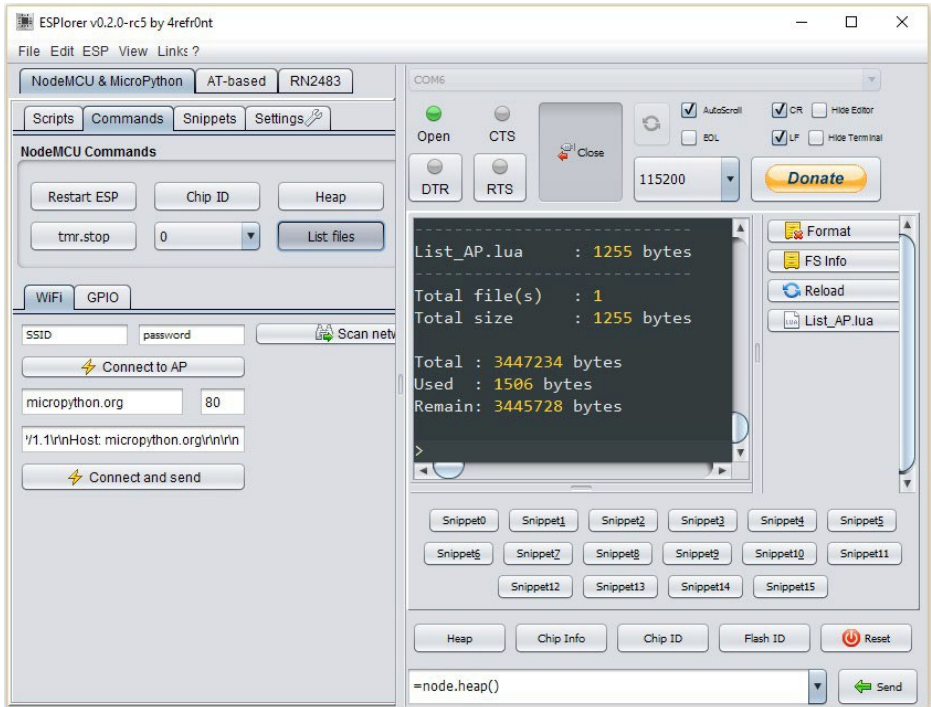 ESPlorer v0.2.0-rc5 by 4refr0nt
File Edit ESP View Links ?
NodeMCU & MicroPython AT-based RN2483
Scripts Commands Snippets Settings
NodeMCU Commands
Restart ESP Chip ID Heap
tmr.stop 0 List files
WiFi GPIO
SSID password Scan netw
Connect to AP
micropython.org 80
'/1.1\r\nHost: micropython.org\r\n\r\n
Connect and send
COM6
Open CTS Close AutoScroll CR Hide Editor
EOL LF Hide Terminal
DTR RTS 115200 Donate
------------------------------
List_AP.lua : 1255 bytes
------------------------------
Total file(s) : 1
Total size : 1255 bytes
Total : 3447234 bytes
Used : 1506 bytes
Remain: 3445728 bytes
>
Format
FS Info
Reload
LUA List_AP.lua
Snippet0 Snippet1 Snippet2 Snippet3 Snippet4 Snippet5
Snippet6 Snippet7 Snippet8 Snippet9 Snippet10 Snippet11
Snippet12 Snippet13 Snippet14 Snippet15
Heap Chip Info Chip ID Flash ID Reset
=node.heap() Send